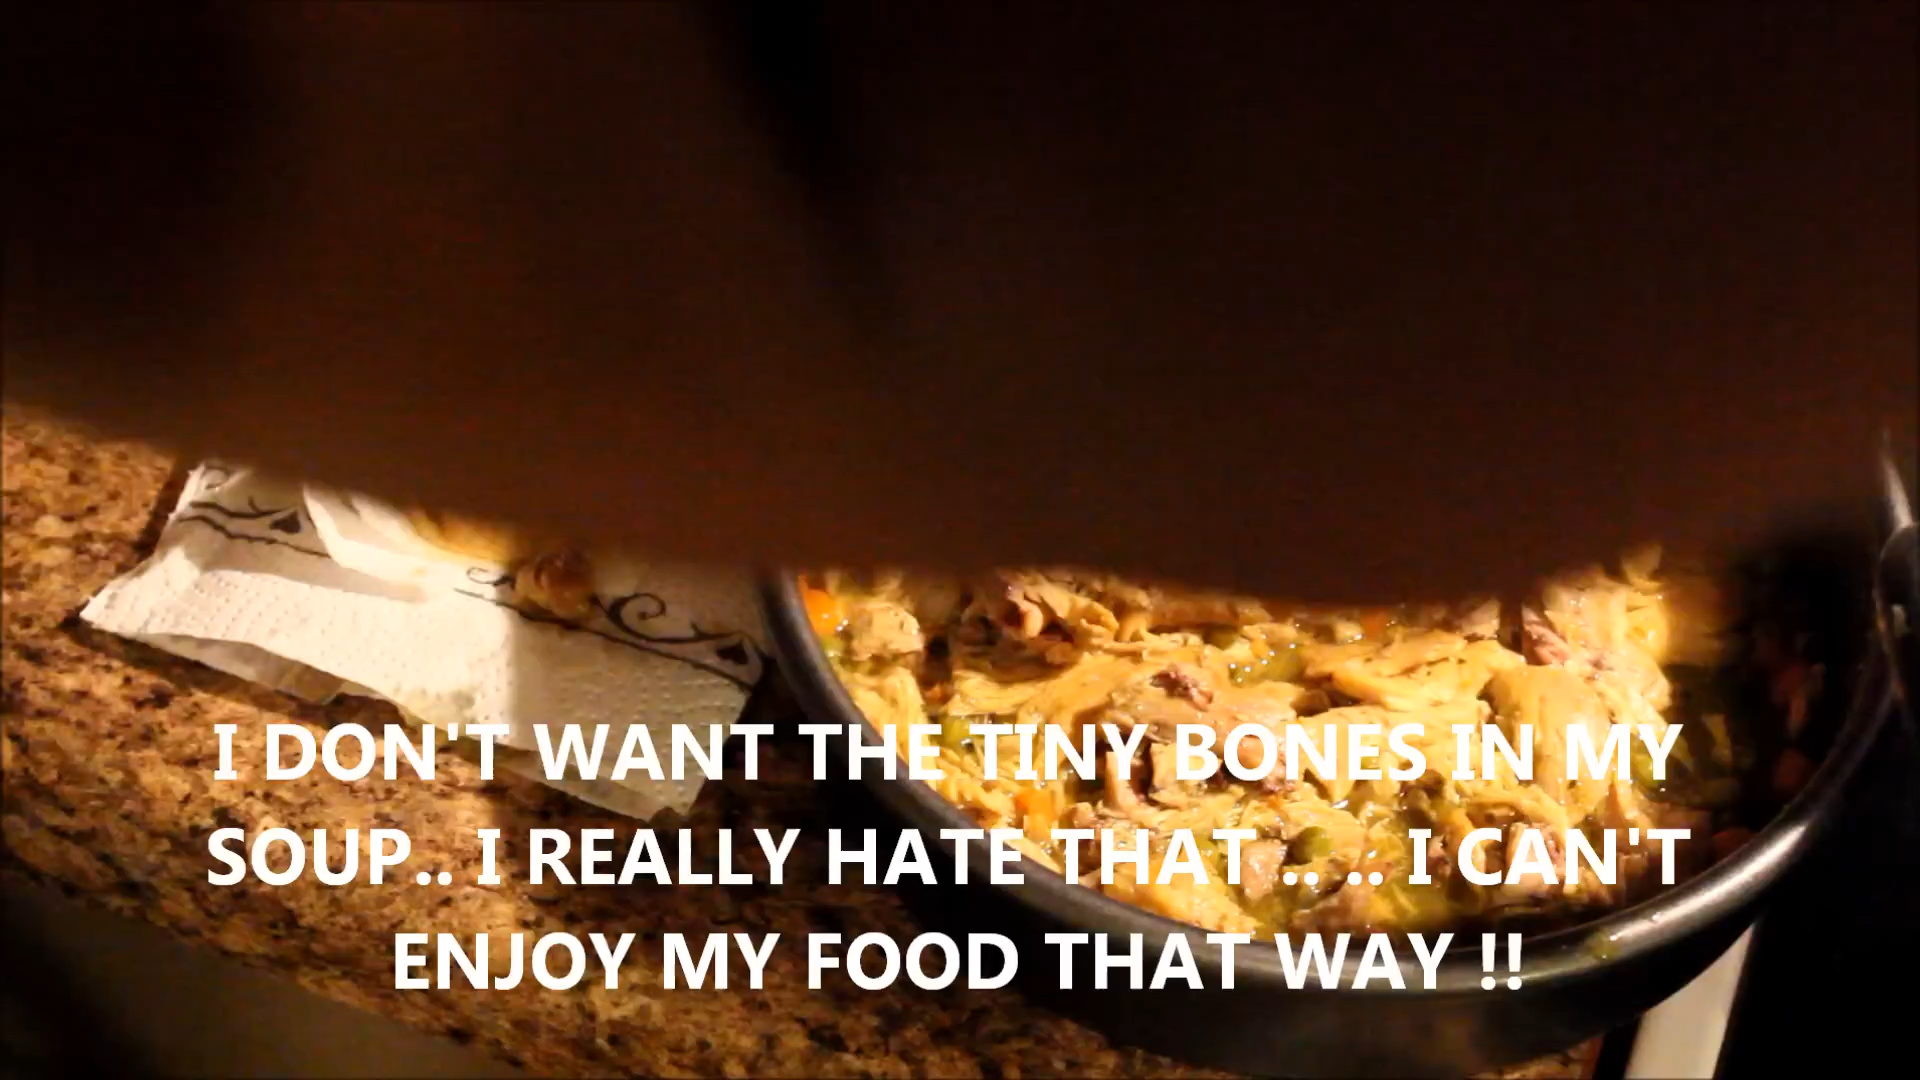 I DON'T WANT THE TINY BONES IN MY
SOUP.. I REALLY HATE THAT .. .. I CAN'T
ENJOY MY FOOD THAT WAY !!